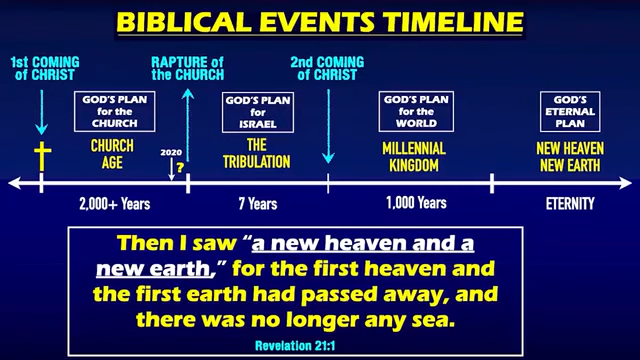 BIBLICAL EVENTS TIMELINE
1st COMING
of CHRIST
RAPTURE of
the CHURCH
2nd COMING
of CHRIST
GOD'S PLAN
for the
CHURCH
GOD'S PLAN
for
ISRAEL
GOD'S PLAN
for the
WORLD
GOD'S
ETERNAL
PLAN
CHURCH
AGE
2020
?
THE
TRIBULATION
MILLENNIAL
KINGDOM
NEW HEAVEN
NEW EARTH
2,000+ Years
7 Years
1,000 Years
ETERNITY
Then I saw “a new heaven and a
new earth,” for the first heaven and
the first earth had passed away, and
there was no longer any sea.
Revelation 21:1